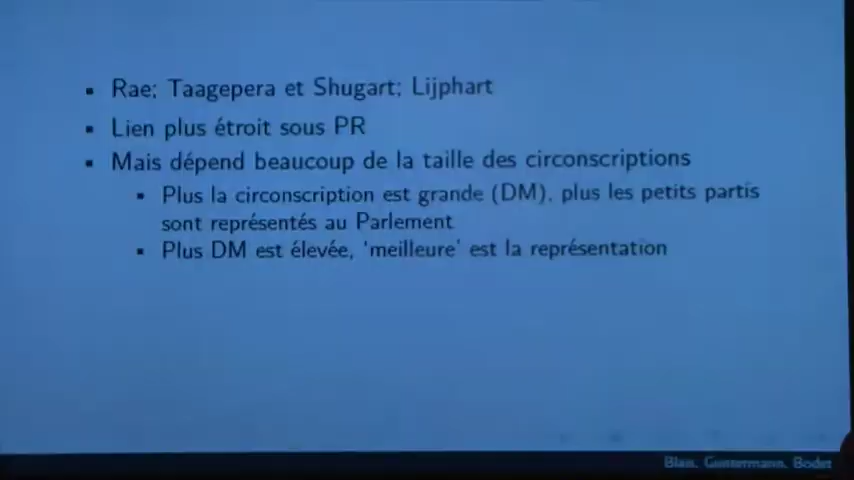 Rae; Taagepera et Shugart; Lijphart
Lien plus étroit sous PR
Mais dépend beaucoup de la taille des circonscriptions
Plus la circonscription est grande (DM), plus les petits partis
sont représentés au Parlement
Plus DM est élevée, ‘meilleure’ est la représentation
Blais, Guntermann, Bodet